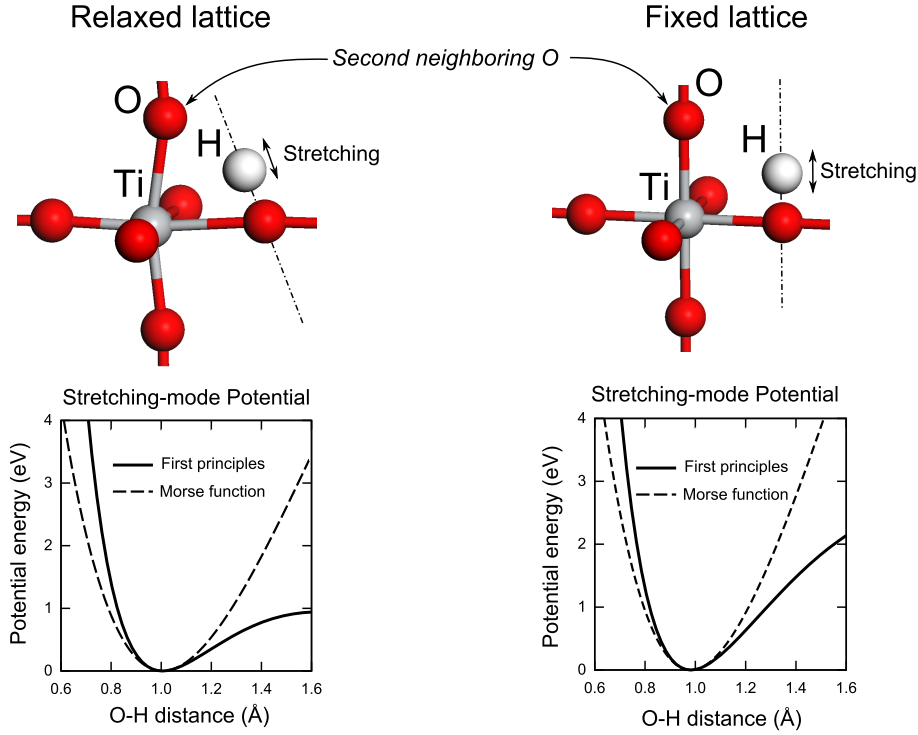 Relaxed lattice
Fixed lattice
Second neighboring O
O
H
Stretching
Ti
O
H
Stretching
Ti
Stretching-mode Potential
Potential energy (eV)
4
3
2
1
0
First principles
Morse function
0.6
0.8
1.0
1.2
1.4
1.6
O-H distance (Å)
Stretching-mode Potential
Potential energy (eV)
4
3
2
1
0
First principles
Morse function
0.6
0.8
1.0
1.2
1.4
1.6
O-H distance (Å)